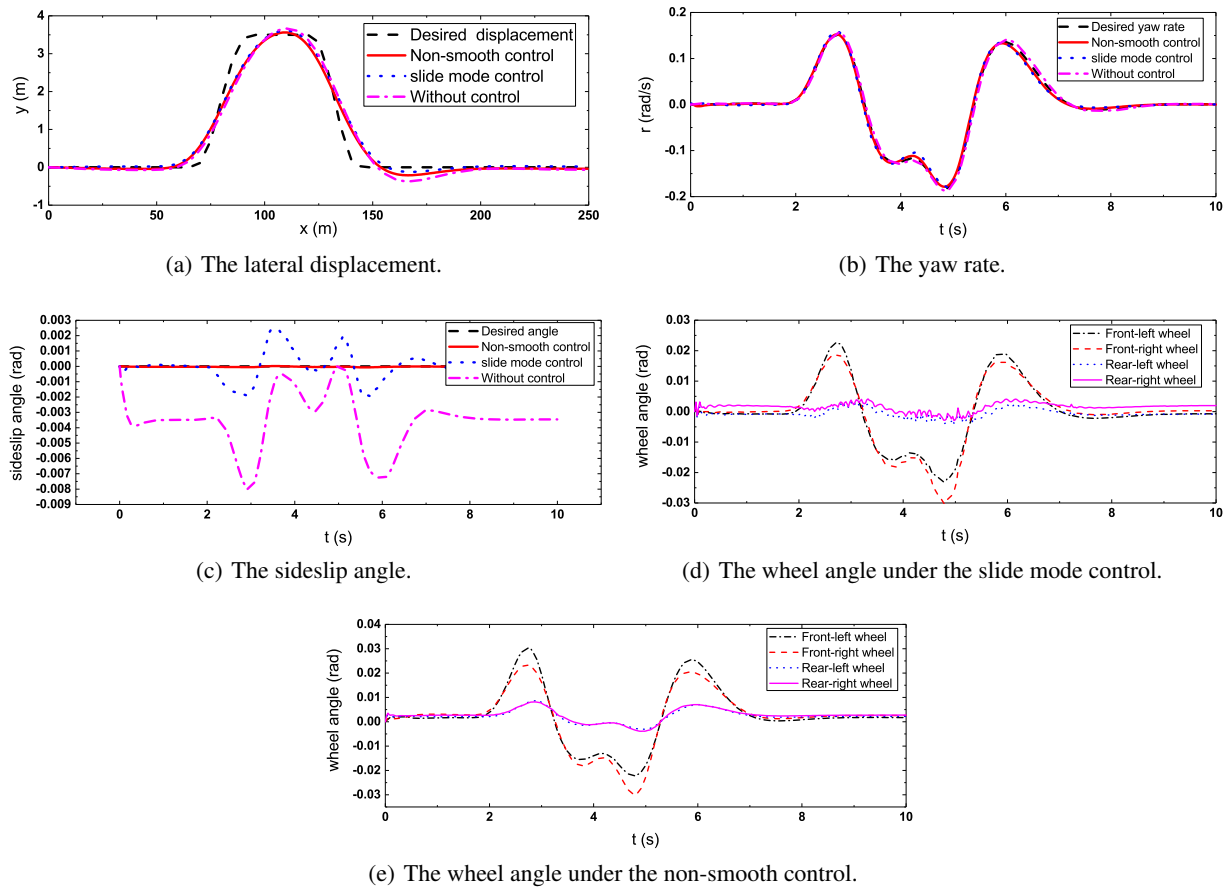 4
3
2
1
0
-1
y (m)
0 50 100 150 200 250
x (m)
Desired displacement
Non-smooth control
slide mode control
Without control
(a) The lateral displacement.
0.2
0.1
0.0
-0.1
-0.2
r (rad/s)
0 2 4 6 8 10
t (s)
Desired yaw rate
Non-smooth control
slide mode control
Without control
(b) The yaw rate.
0.003
0.002
0.001
0.000
-0.001
-0.002
-0.003
-0.004
-0.005
-0.006
-0.007
-0.008
-0.009
sideslip angle (rad)
0 2 4 6 8 10
t (s)
Desired angle
Non-smooth control
slide mode control
Without control
(c) The sideslip angle.
0.03
0.02
0.01
0.00
-0.01
-0.02
-0.03
wheel angle (rad)
0 2 4 6 8 10
t (s)
Front-left wheel
Front-right wheel
Rear-left wheel
Rear-right wheel
(d) The wheel angle under the slide mode control.
0.04
0.03
0.02
0.01
0.00
-0.01
-0.02
-0.03
wheel angle (rad)
0 2 4 6 8 10
t (s)
Front-left wheel
Front-right wheel
Rear-left wheel
Rear-right wheel
(e) The wheel angle under the non-smooth control.